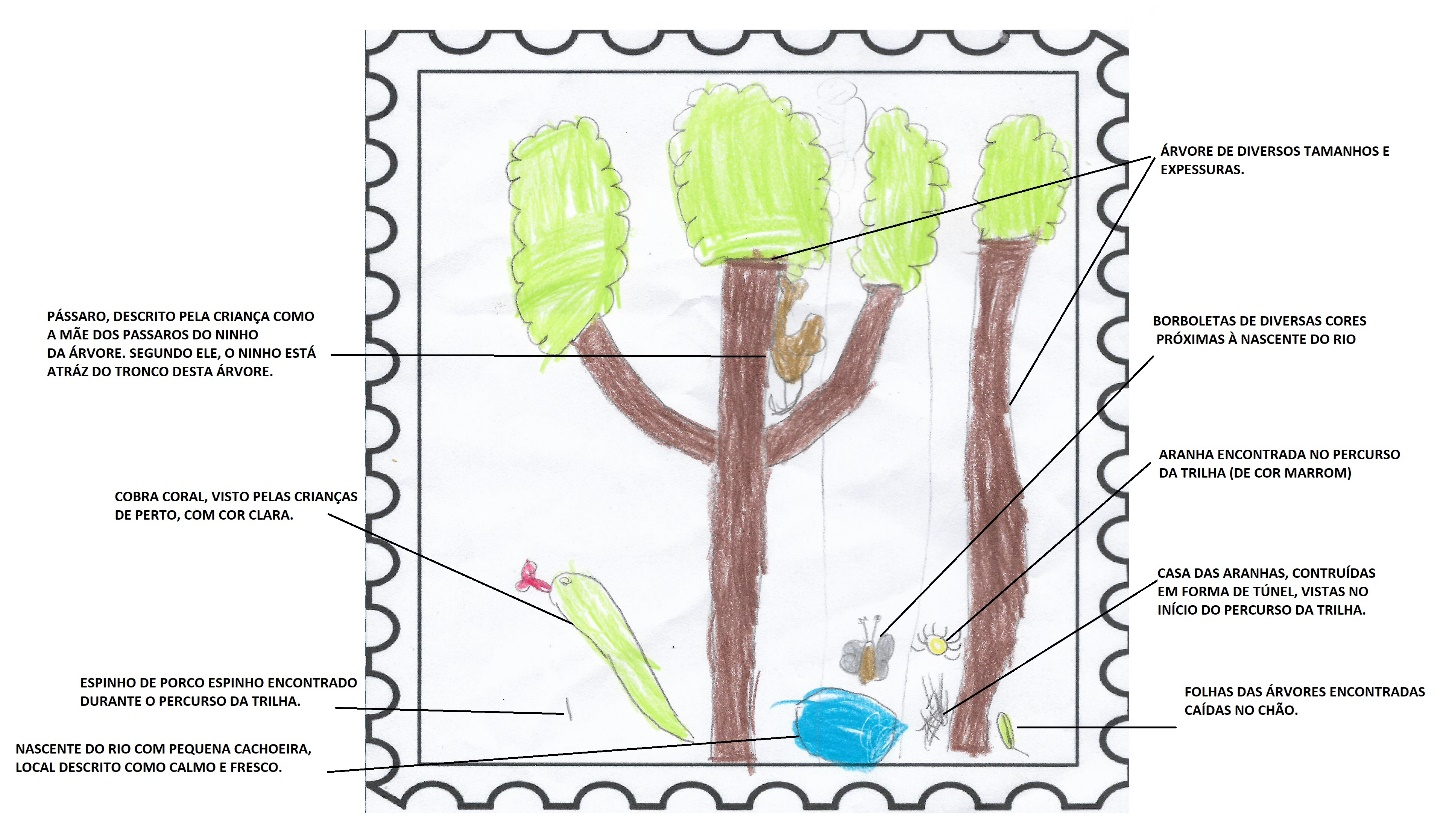 ÁRVORE DE DIVERSOS TAMANHOS E
EXPESSURAS.
PÁSSARO, DESCRITO PELA CRIANÇA COMO
A MÃE DOS PASSAROS DO NINHO
DA ÁRVORE. SEGUNDO ELE, O NINHO ESTÁ
ATRÁZ DO TRONCO DESTA ÁRVORE.
BORBOLETAS DE DIVERSAS CORES
PRÓXIMAS À NASCENTE DO RIO
ARANHA ENCONTRADA NO PERCURSO
DA TRILHA (DE COR MARROM)
COBRA CORAL, VISTO PELAS CRIANÇAS
DE PERTO, COM COR CLARA.
CASA DAS ARANHAS, CONTRUÍDAS
EM FORMA DE TÚNEL, VISTAS NO
INÍCIO DO PERCURSO DA TRILHA.
ESPINHO DE PORCO ESPINHO ENCONTRADO
DURANTE O PERCURSO DA TRILHA.
FOLHAS DAS ÁRVORES ENCONTRADAS
CAÍDAS NO CHÃO.
NASCENTE DO RIO COM PEQUENA CACHOEIRA,
LOCAL DESCRITO COMO CALMO E FRESCO.